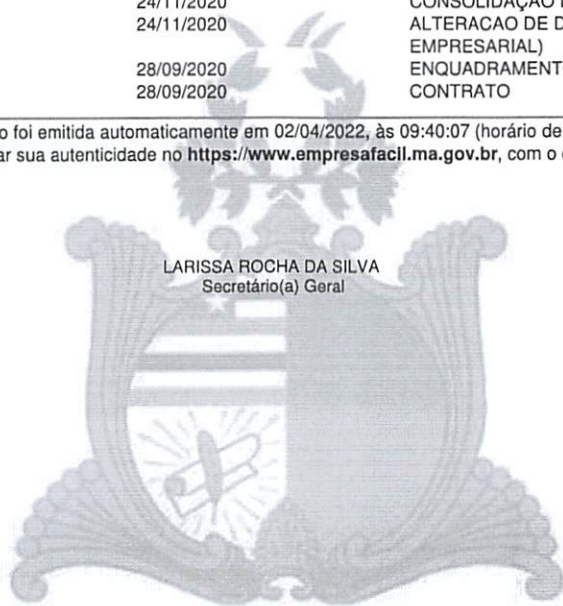 24/11/2020 CONSOLIDAÇÃO
24/11/2020 ALTERACAO DE D
EMPRESARIAL)
28/09/2020 ENQUADRAMENT
28/09/2020 CONTRATO
o foi emitida automaticamente em 02/04/2022, às 09:40:07 (horário de
ar sua autenticidade no https://www.empresafacil.ma.gov.br, com o
LARISSA ROCHA DA SILVA
Secretário(a) Geral